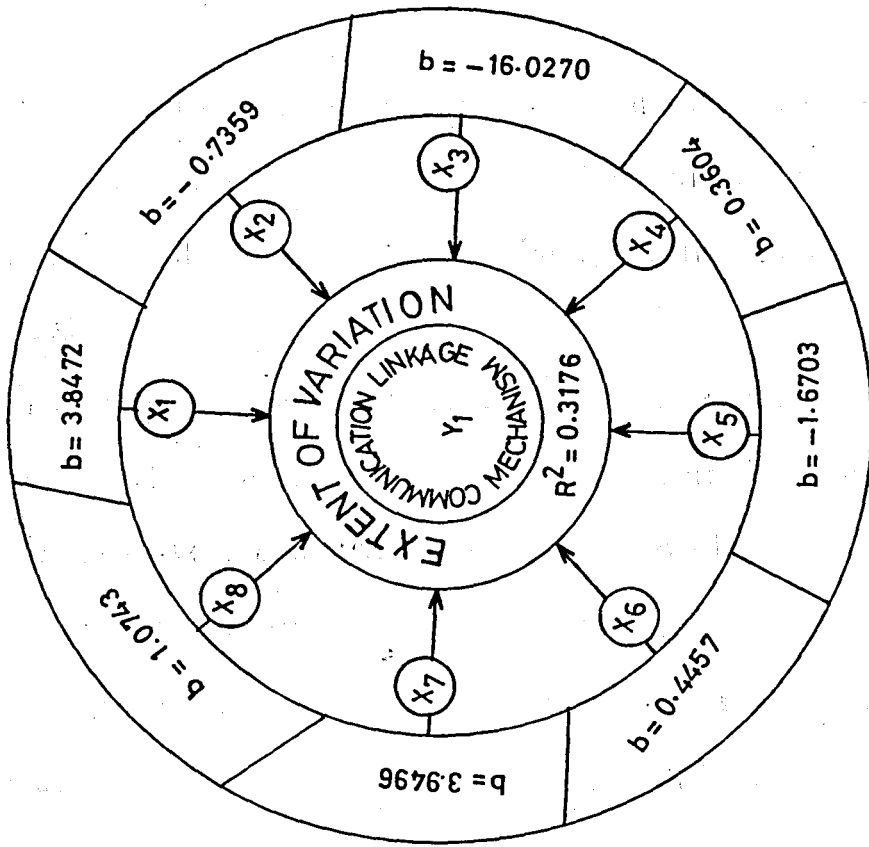 b = 3.8472
b = - 0.7359
b = -16.0270
b = 0.3604
b = -1.6703
b = 0.4457
b = 3.9496
b = 1.0743
X1
X2
X3
X4
X5
X6
X7
X8
EXTENT OF VARIATION
R² = 0.3176
COMMUNICATION LINKAGE
MECHANISM
Y1